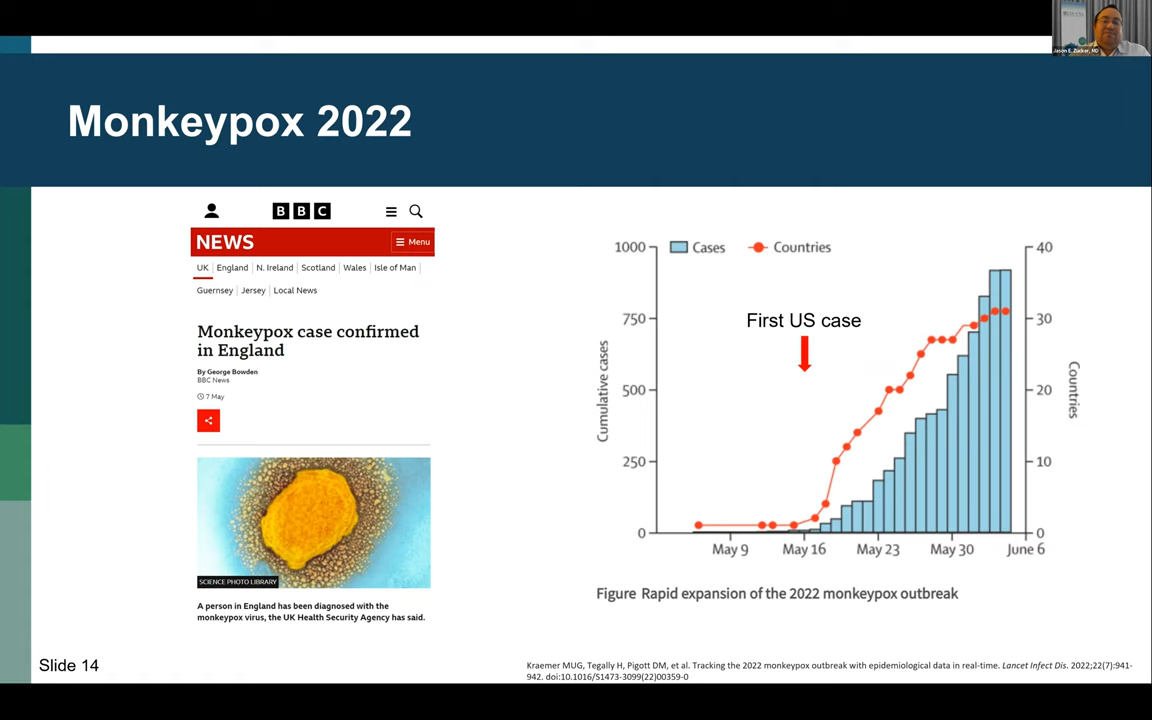 Jason E. Zucker, MD
Monkeypox 2022
BBC
NEWS
Menu
UK England N. Ireland Scotland Wales Isle of Man
Guernsey Jersey Local News
Monkeypox case confirmed
in England
By George Bowden
BBC News
7 May
SCIENCE PHOTO LIBRARY
A person in England has been diagnosed with the
monkeypox virus, the UK Health Security Agency has said.
Cases Countries
First US case
Cumulative cases
1000
750
500
250
0
Countries
40
30
20
10
0
May 9 May 16 May 23 May 30 June 6
Figure Rapid expansion of the 2022 monkeypox outbreak
Slide 14
Kraemer MUG, Tegally H, Pigott DM, et al. Tracking the 2022 monkeypox outbreak with epidemiological data in real-time. Lancet Infect Dis. 2022;22(7):941-
942. doi:10.1016/S1473-3099(22)00359-0